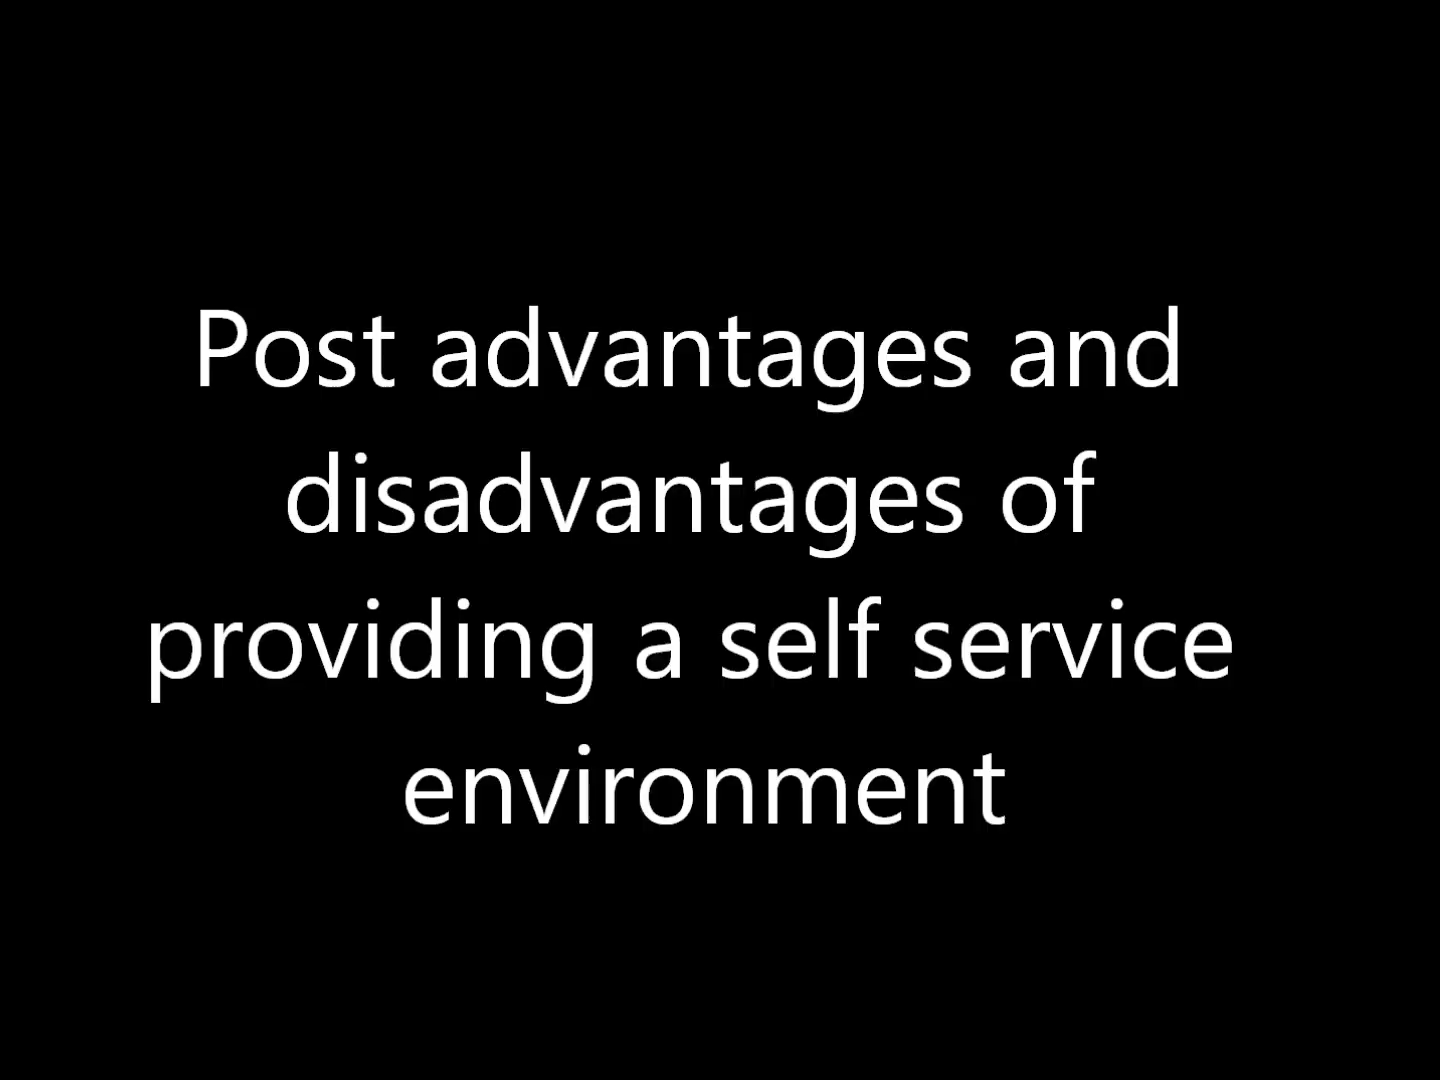 Post advantages and
disadvantages of
providing a self service
environment